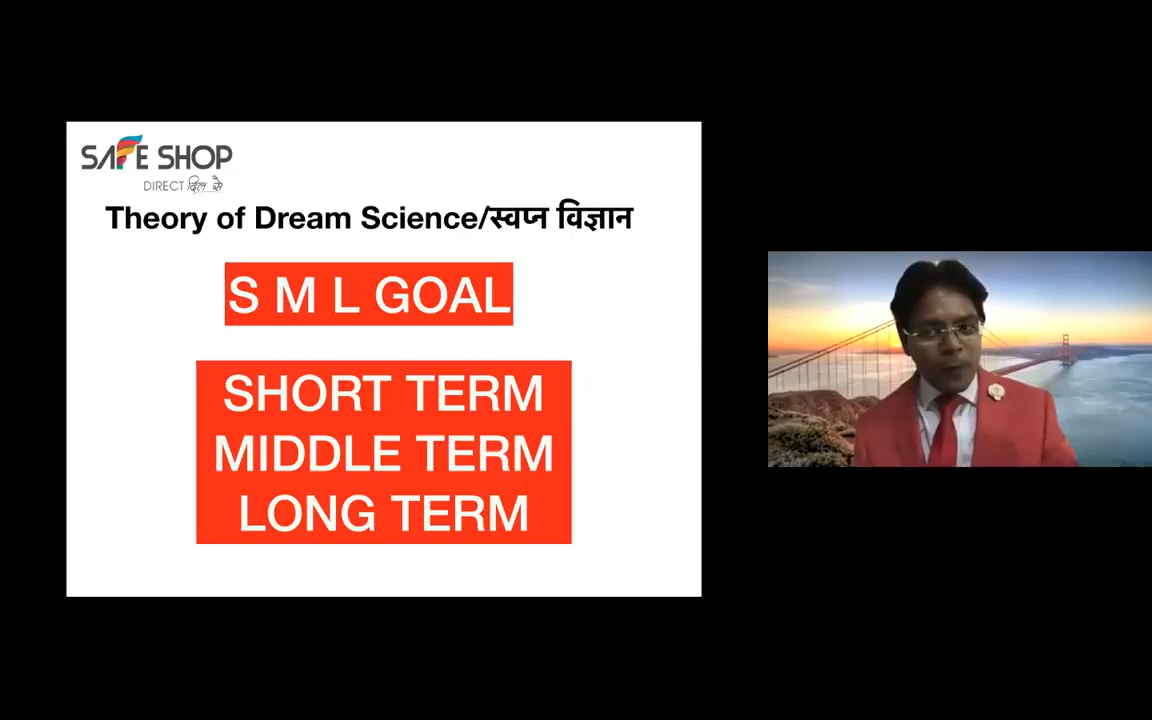 SAFE SHOP
DIRECT दिल से
Theory of Dream Science/स्वप्न विज्ञान
S M L GOAL
SHORT TERM
MIDDLE TERM
LONG TERM